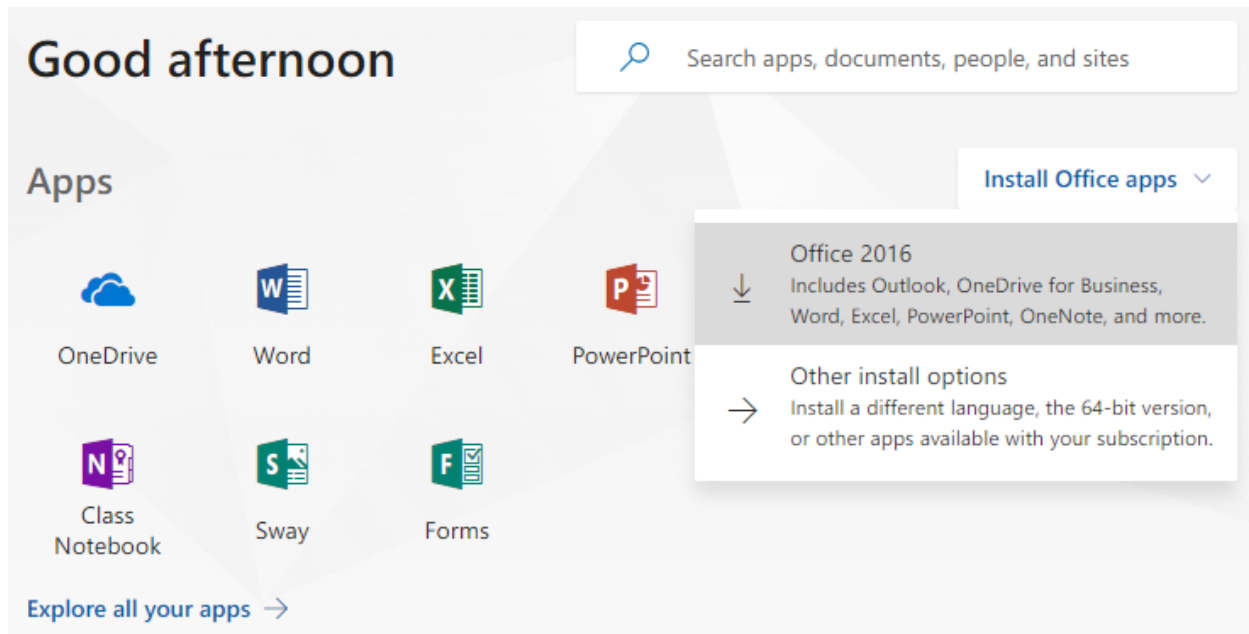 Good afternoon
Search apps, documents, people, and sites
Apps
Install Office apps
Office 2016
Includes Outlook, OneDrive for Business,
Word, Excel, PowerPoint, OneNote, and more.
Other install options
Install a different language, the 64-bit version,
or other apps available with your subscription.
W
X
P
OneDrive
Word
Excel
PowerPoint
N
S
F
Class
Notebook
Sway
Forms
Explore all your apps